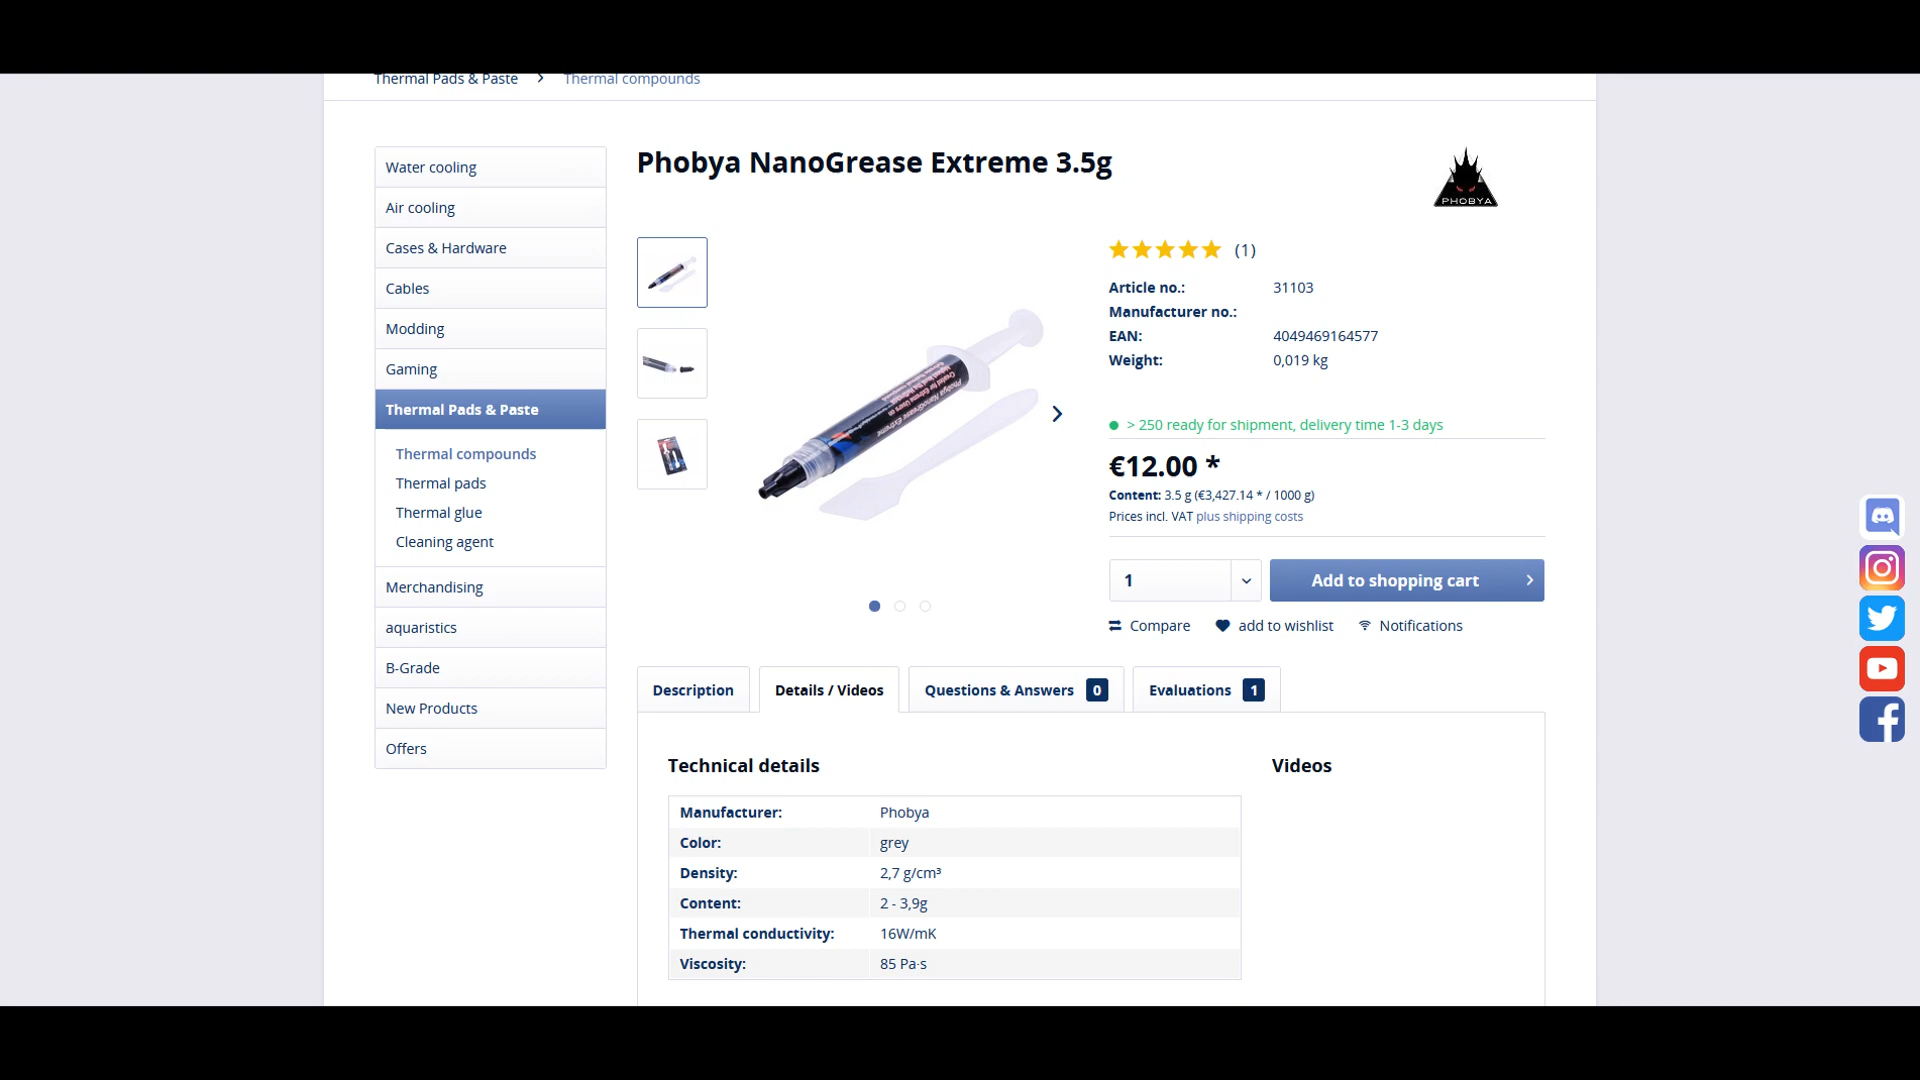 Thermal Pads & Paste > Thermal compounds
Water cooling
Air cooling
Cases & Hardware
Cables
Modding
Gaming
Thermal Pads & Paste
Thermal compounds
Thermal pads
Thermal glue
Cleaning agent
Merchandising
aquaristics
B-Grade
New Products
Offers
Phobya NanoGrease Extreme 3.5g
PHOBYA
Phobya NanoGrease Extreme
(1)
Article no.: 31103
Manufacturer no.:
EAN: 4049469164577
Weight: 0,019 kg
> 250 ready for shipment, delivery time 1-3 days
€12.00 *
Content: 3.5 g (€3,427.14 * / 1000 g)
Prices incl. VAT plus shipping costs
1
Add to shopping cart
Compare add to wishlist Notifications
Description Details / Videos Questions & Answers 0 Evaluations 1
Technical details
Manufacturer: Phobya
Color: grey
Density: 2,7 g/cm³
Content: 2 - 3,9g
Thermal conductivity: 16W/mK
Viscosity: 85 Pa·s
Videos